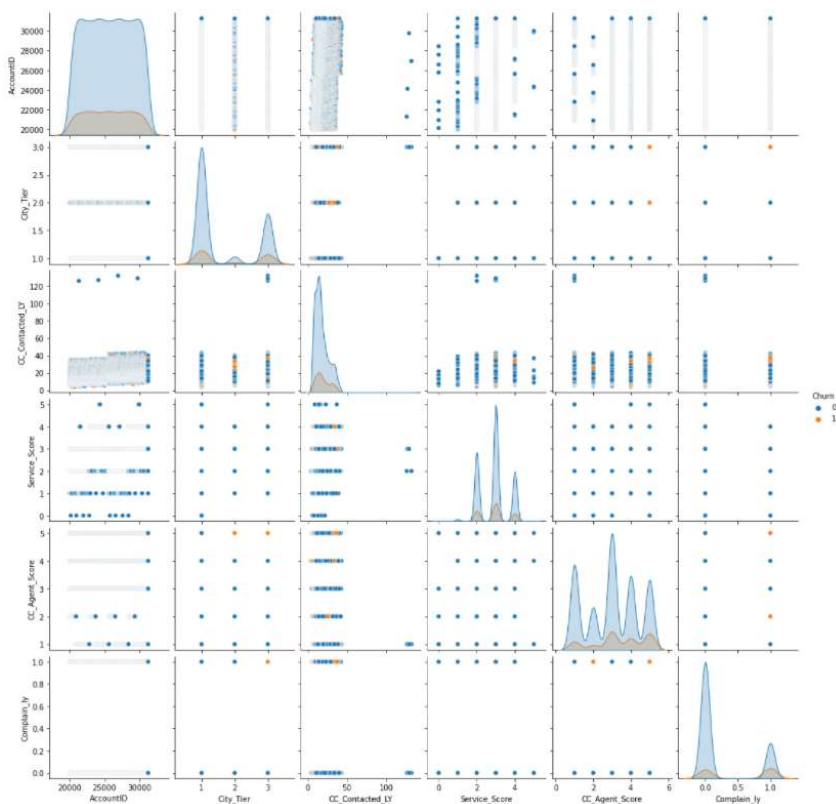 AccountID
30000
28000
26000
24000
22000
20000
City_Tier
3.0
2.5
2.0
1.5
1.0
CC_Contacted_LY
120
100
80
60
40
20
0
Service_Score
5
4
3
2
1
0
CC_Agent_Score
5
4
3
2
1
Complain_ly
1.0
0.8
0.6
0.4
0.2
0.0
20000 25000 30000
AccountID
1 2 3
City_Tier
0 50 100
CC_Contacted_LY
0 2 4
Service_Score
0 2 4 6
CC_Agent_Score
0.0 0.5 1.0
Complain_ly
Churn
0
1